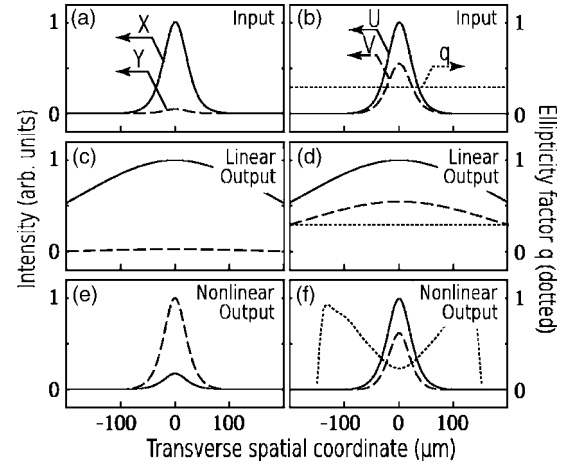 (a) X Input
Y
1
0
(b) U Input
V q
1
0
(c) Linear
Output
1
0
(d) Linear
Output
1
0
(e) Nonlinear
Output
1
0
(f) Nonlinear
Output
1
0
-100 0 100
-100 0 100
Transverse spatial coordinate (μm)
Intensity (arb. units)
Ellipticity factor q (dotted)